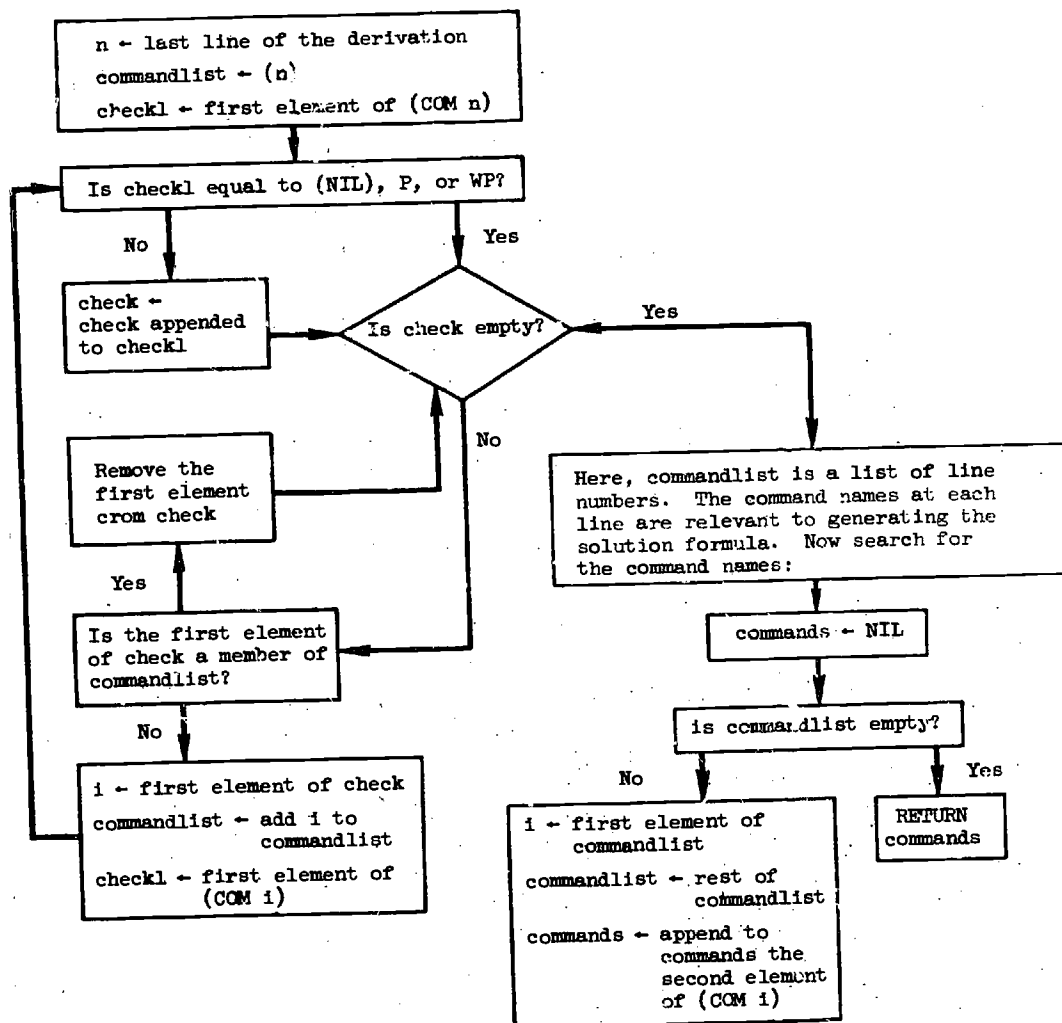 n ← last line of the derivation
commandlist ← (n)
checkl ← first element of (COM n)
Is checkl equal to (NIL), P, or WP?
No
Yes
check ←
check appended
to checkl
Is check empty?
Yes
No
Remove the
first element
crom check
Yes
Is the first element
of check a member of
commandlist?
No
i ← first element of check
commandlist ← add i to
commandlist
checkl ← first element of
(COM i)
Here, commandlist is a list of line
numbers. The command names at each
line are relevant to generating the
solution formula. Now search for
the command names:
commands ← NIL
is commandlist empty?
No
Yes
i ← first element of
commandlist
commandlist ← rest of
commandlist
commands ← append to
commands the
second element
of (COM i)
RETURN
commands